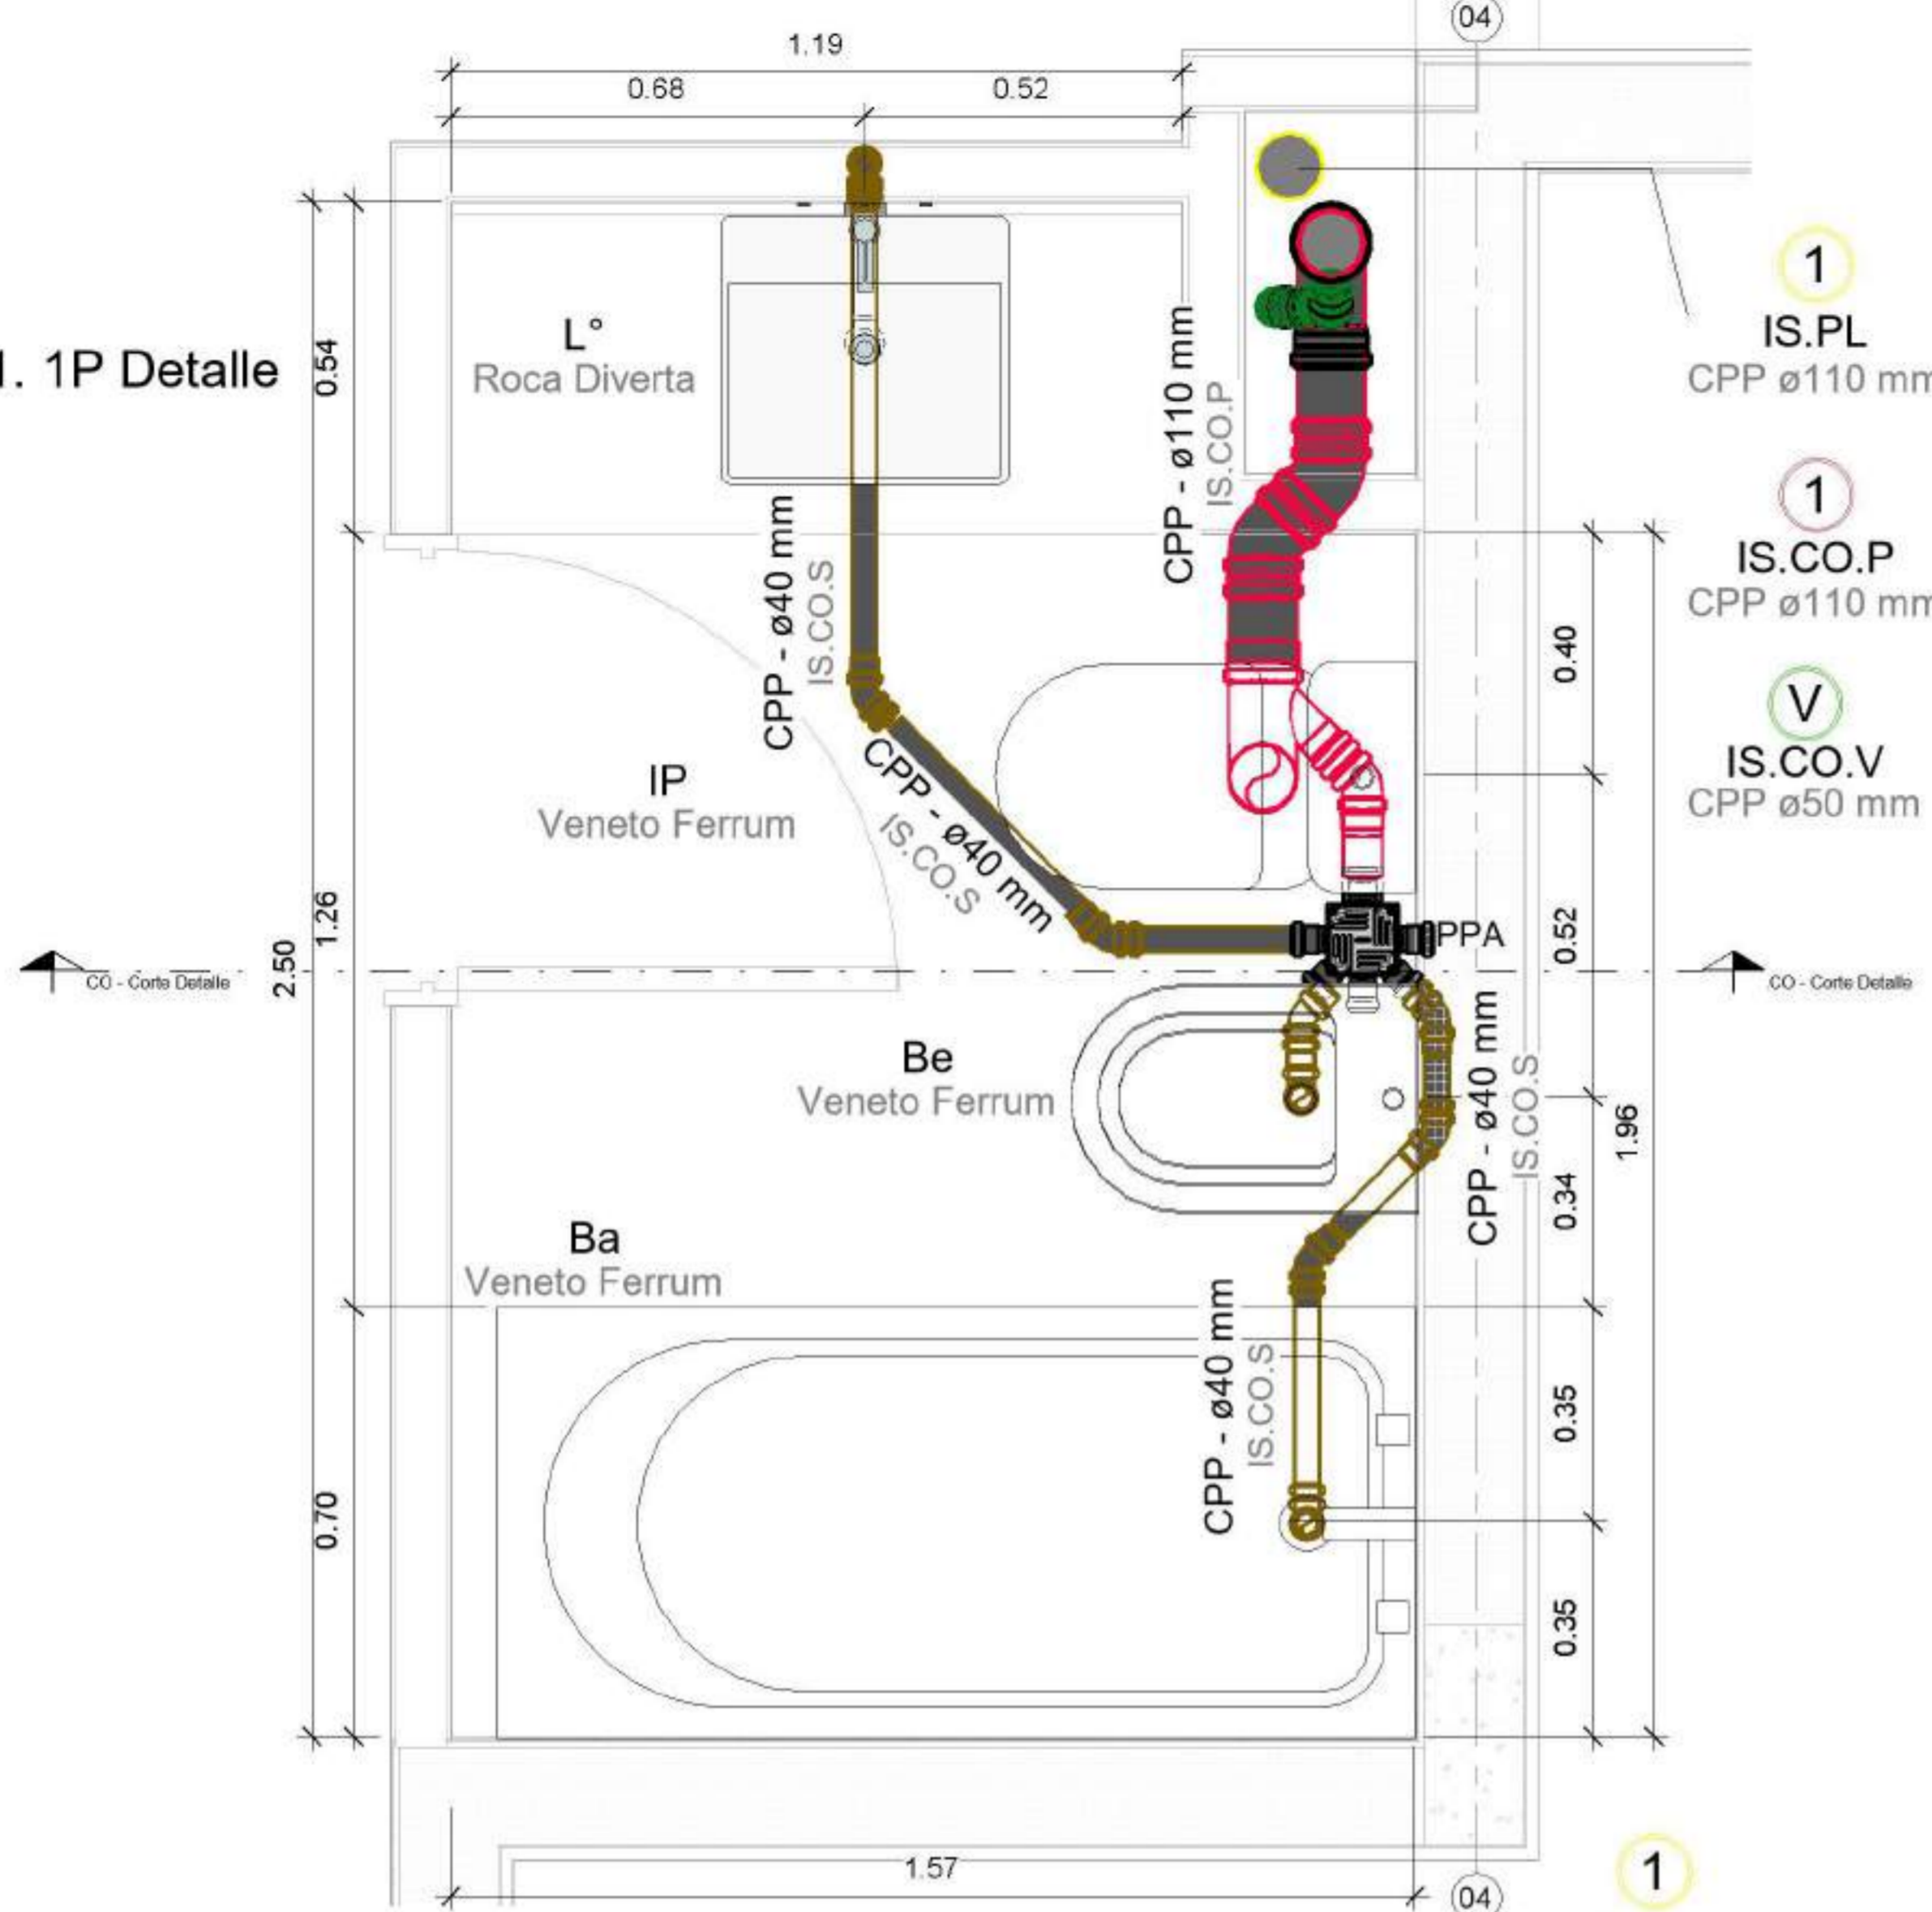 04
1.19
0.68
0.52
1. 1P Detalle
0.54
L°
Roca Diverta
CPP - ø110 mm
IS.CO.P
1
IS.PL
CPP ø110 mm
1
IS.CO.P
CPP ø110 mm
V
IS.CO.V
CPP ø50 mm
CPP - ø40 mm
IS.CO.S
0.40
IP
Veneto Ferrum
CPP - ø40 mm
IS.CO.S
1.26
2.50
PPA
0.52
CO - Corte Detalle
CO - Corte Detalle
Be
Veneto Ferrum
CPP - ø40 mm
IS.CO.S
1.96
0.34
Ba
Veneto Ferrum
CPP - ø40 mm
IS.CO.S
0.35
0.70
0.35
1.57
1
04